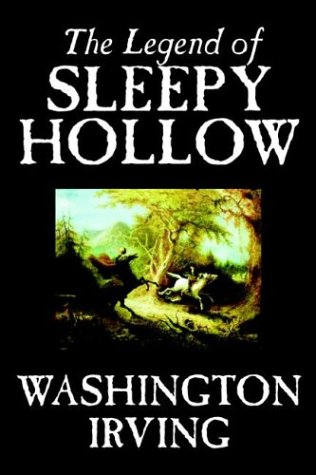 The Legend of
SLEEPY
HOLLOW
WASHINGTON
IRVING